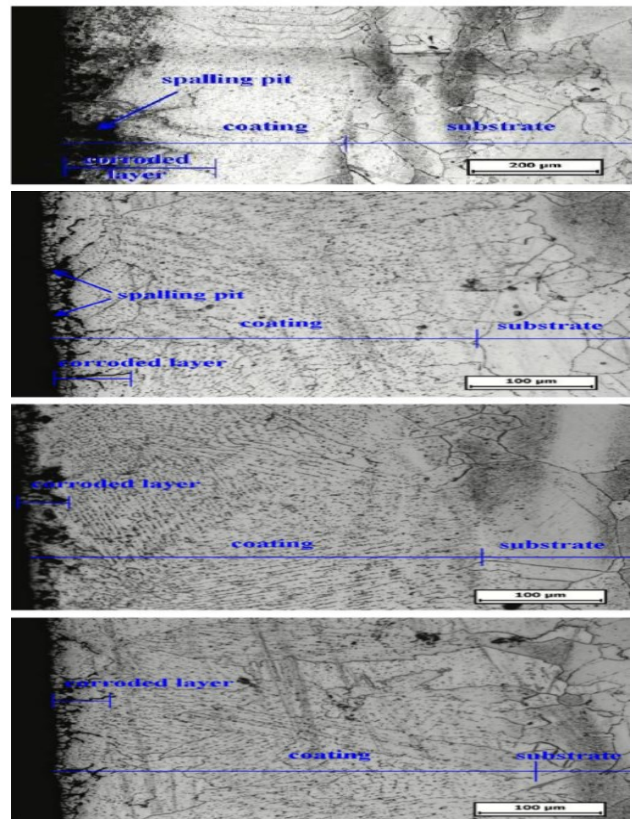 spalling pit
coating substrate
corroded
layer
200 μm
spalling pit
coating substrate
corroded layer
100 μm
corroded layer
coating substrate
100 μm
corroded layer
coating substrate
100 μm